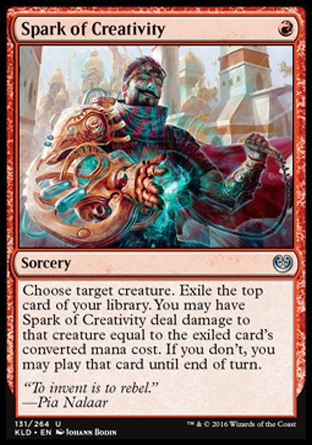 Spark of Creativity
Sorcery
Choose target creature. Exile the top
card of your library. You may have
Spark of Creativity deal damage to
that creature equal to the exiled card's
converted mana cost. If you don't, you
may play that card until end of turn.
"To invent is to rebel."
—Pia Nalaar
131/264 U
KLD • EN Johann Bodin
™ & © 2016 Wizards of the Coast